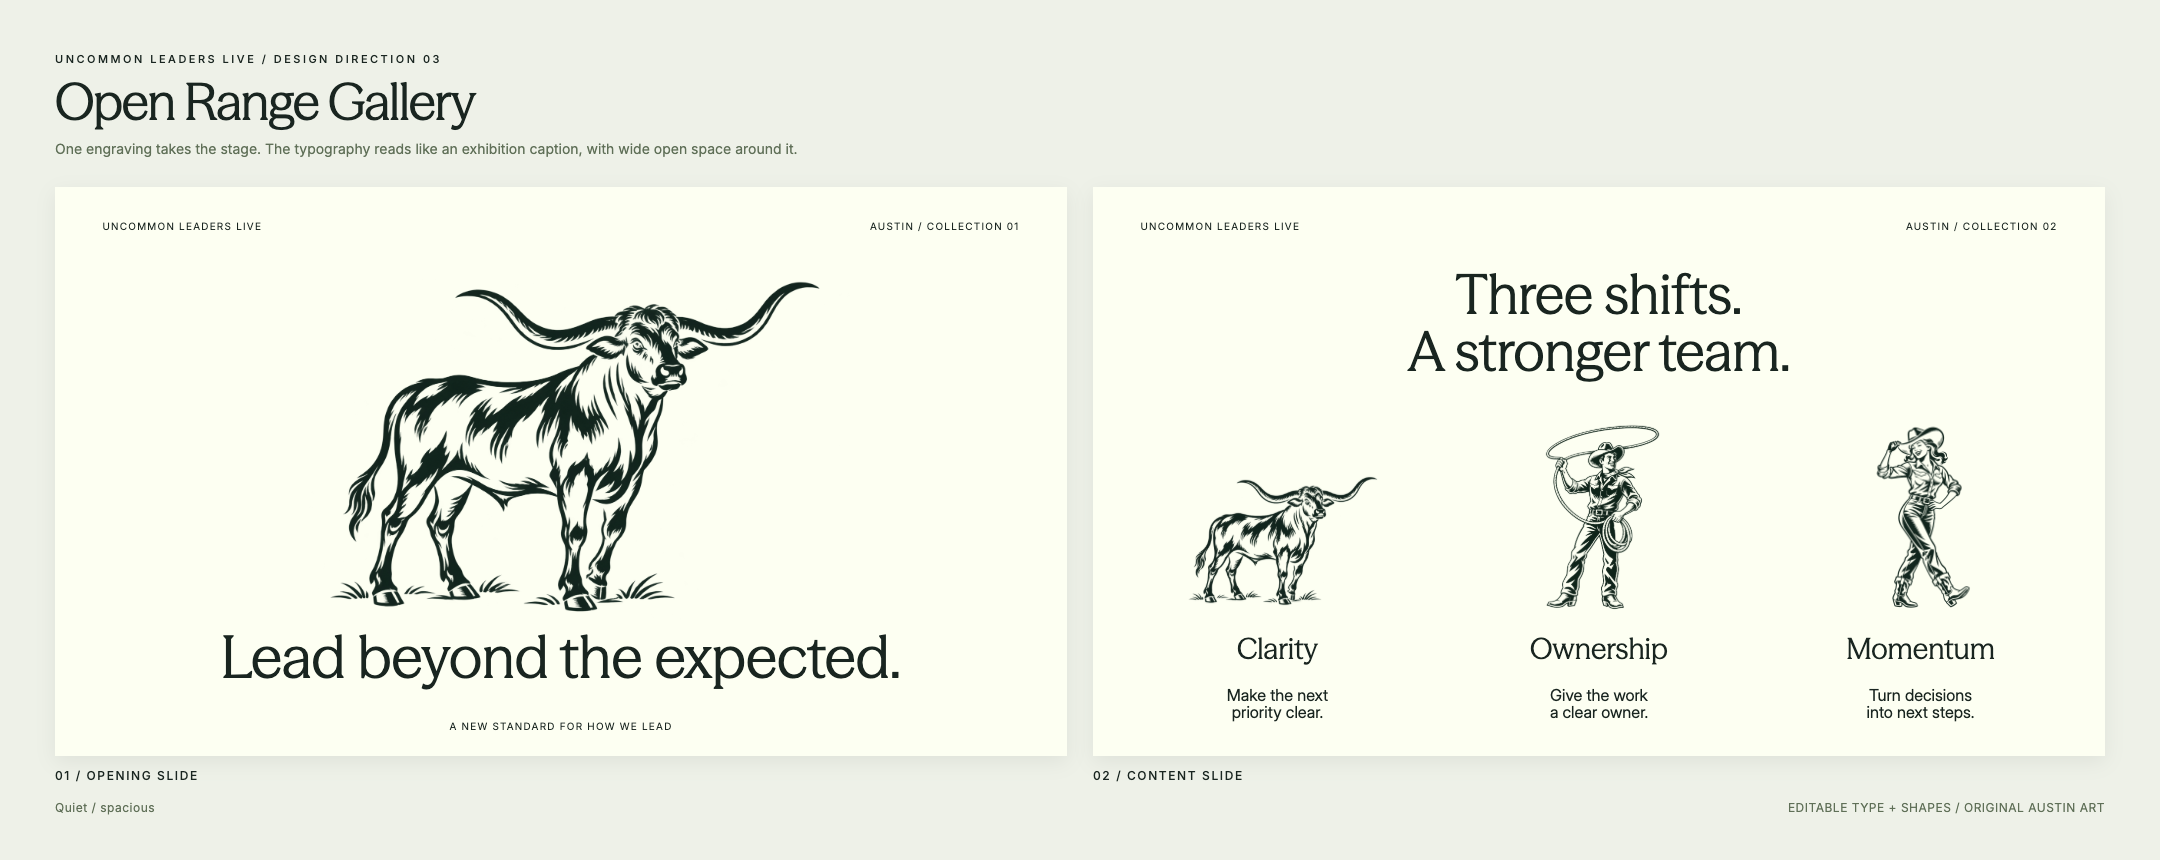 UNCOMMON LEADERS LIVE / DESIGN DIRECTION 03
Open Range Gallery
One engraving takes the stage. The typography reads like an exhibition caption, with wide open space around it.
UNCOMMON LEADERS LIVE
AUSTIN / COLLECTION 01
Lead beyond the expected.
A NEW STANDARD FOR HOW WE LEAD
01 / OPENING SLIDE
Quiet / spacious
UNCOMMON LEADERS LIVE
AUSTIN / COLLECTION 02
Three shifts.
A stronger team.
Clarity
Make the next
priority clear.
Ownership
Give the work
a clear owner.
Momentum
Turn decisions
into next steps.
02 / CONTENT SLIDE
EDITABLE TYPE + SHAPES / ORIGINAL AUSTIN ART